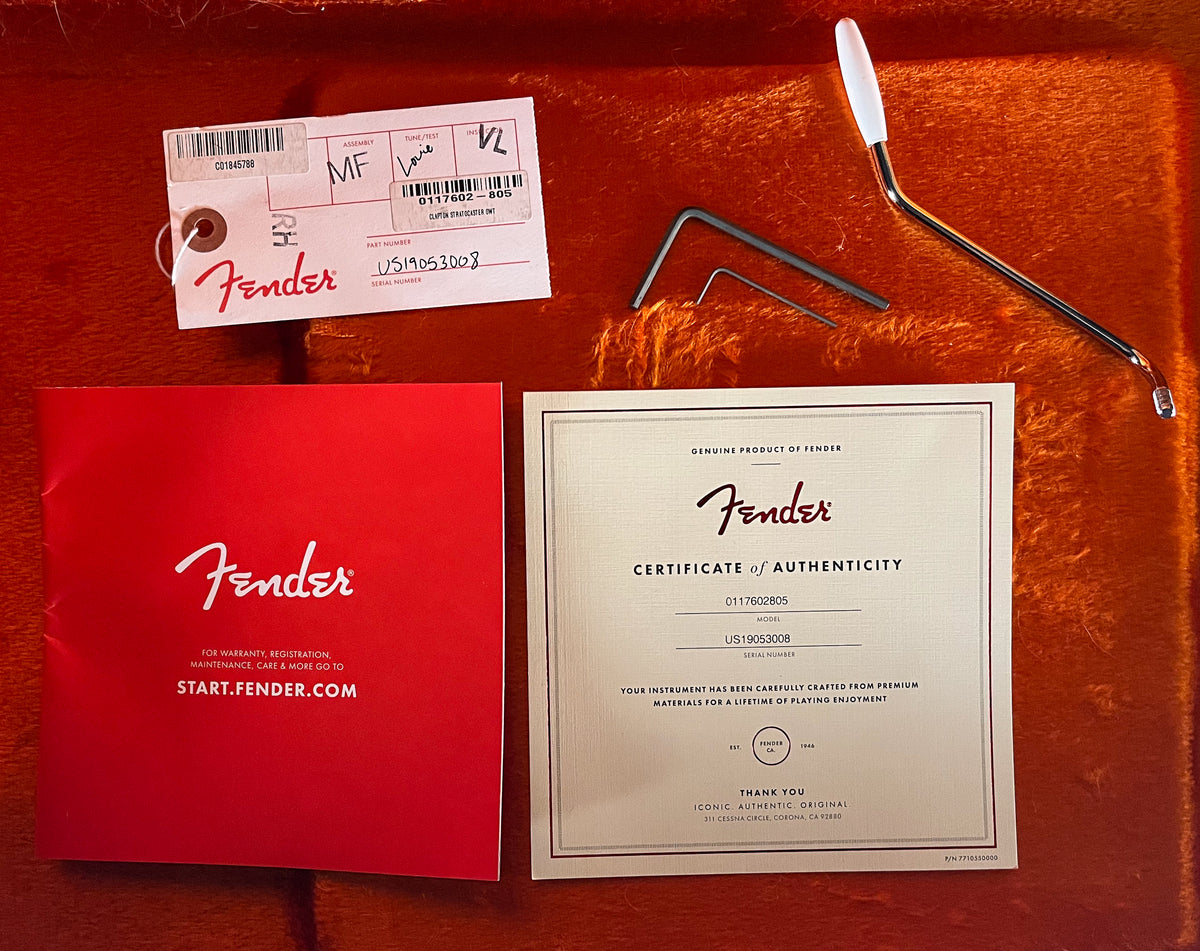 C01845788
ASSEMBLY
TUNE/TEST
MF
Louie
VL
0117602-805
CLAPTON STRATOCASTER OWT
RH
PART NUMBER
US19053008
SERIAL NUMBER
Fender®
Fender®
FOR WARRANTY, REGISTRATION,
MAINTENANCE, CARE & MORE GO TO
START.FENDER.COM
GENUINE PRODUCT OF FENDER
Fender®
CERTIFICATE of AUTHENTICITY
0117602805
MODEL
US19053008
SERIAL NUMBER
YOUR INSTRUMENT HAS BEEN CAREFULLY CRAFTED FROM PREMIUM
MATERIALS FOR A LIFETIME OF PLAYING ENJOYMENT
EST. FENDER CA. 1946
THANK YOU
ICONIC. AUTHENTIC. ORIGINAL.
311 CESSNA CIRCLE, CORONA, CA 92880
P/N 7710550000